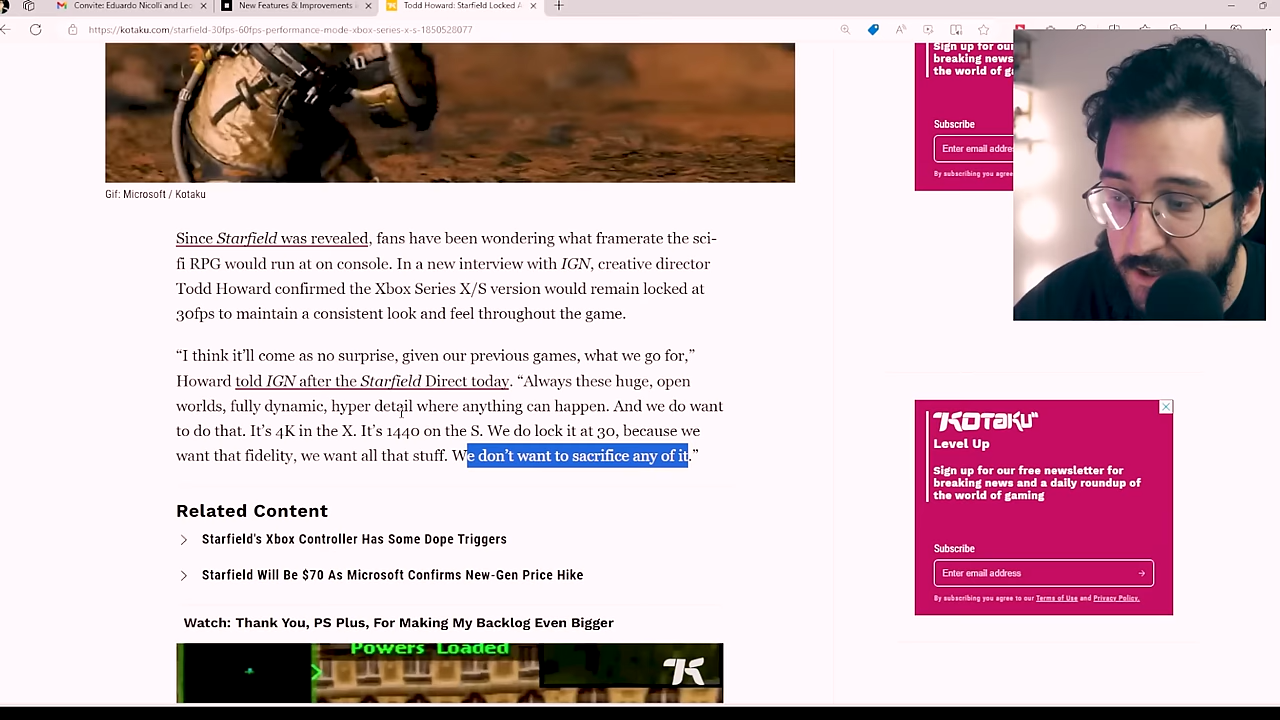 Convite: Eduardo Nicolli and Leo
New Features & Improvements
Todd Howard: Starfield Locked A
https://kotaku.com/starfield-30fps-60fps-performance-mode-xbox-series-x-s-1850528077
Sign up for our
breaking news
the world of ga
Subscribe
Enter email addre
By subscribing you agree
Gif: Microsoft / Kotaku
Since Starfield was revealed, fans have been wondering what framerate the sci-
fi RPG would run at on console. In a new interview with IGN, creative director
Todd Howard confirmed the Xbox Series X/S version would remain locked at
30fps to maintain a consistent look and feel throughout the game.
“I think it’ll come as no surprise, given our previous games, what we go for,”
Howard told IGN after the Starfield Direct today. “Always these huge, open
worlds, fully dynamic, hyper detail where anything can happen. And we do want
to do that. It’s 4K in the X. It’s 1440 on the S. We do lock it at 30, because we
want that fidelity, we want all that stuff. We don’t want to sacrifice any of it.”
Related Content
Starfield's Xbox Controller Has Some Dope Triggers
Starfield Will Be $70 As Microsoft Confirms New-Gen Price Hike
Watch: Thank You, PS Plus, For Making My Backlog Even Bigger
Powers Loaded
KOTAKU
Level Up
Sign up for our free newsletter for
breaking news and a daily roundup of
the world of gaming
Subscribe
Enter email address
By subscribing you agree to our Terms of Use and Privacy Policy.